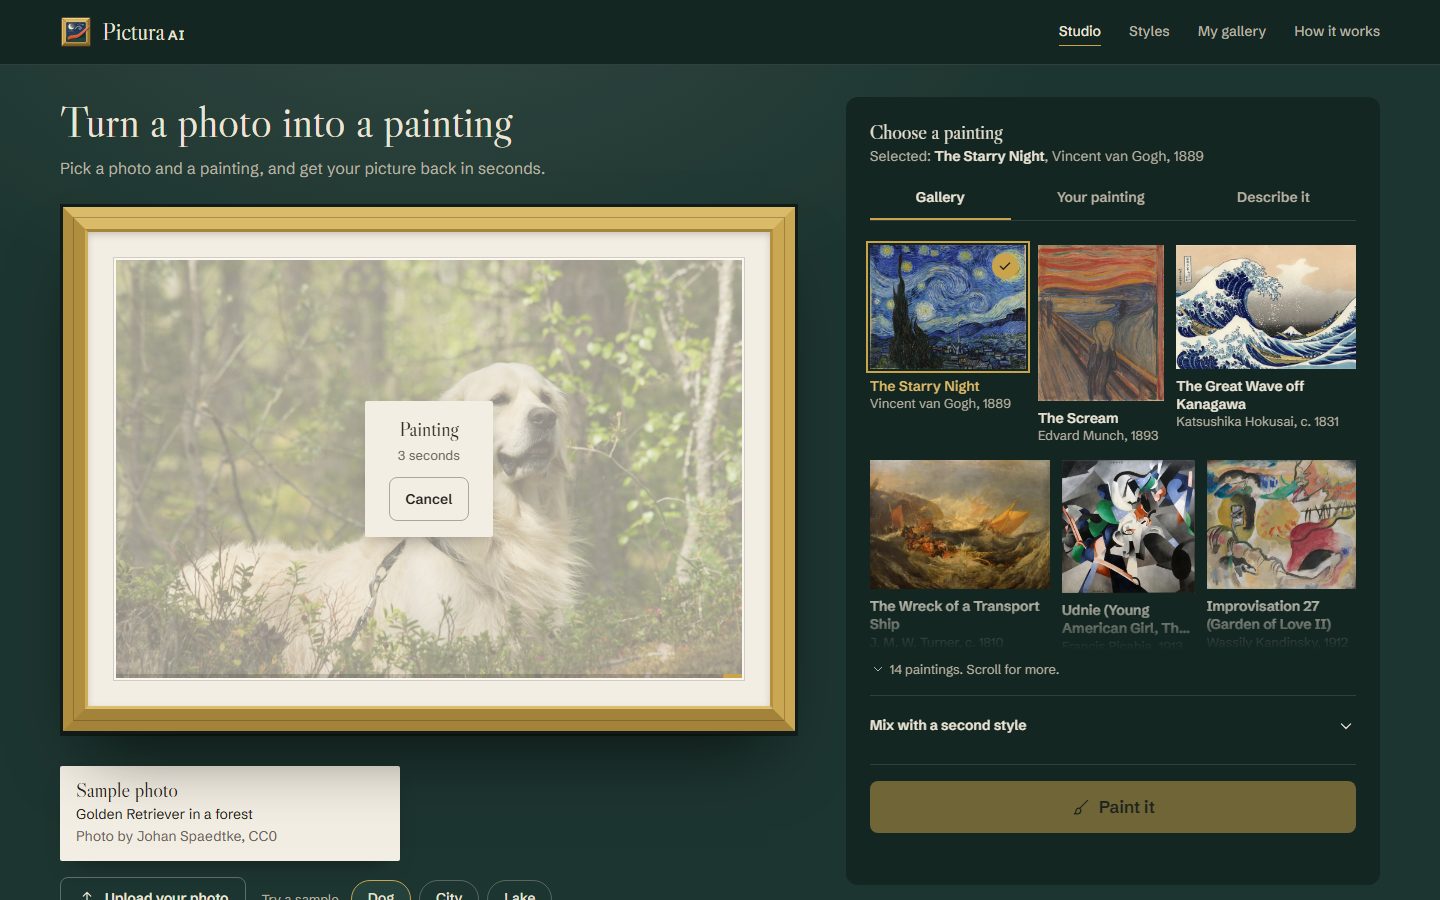 Pictura AI
Studio
Styles
My gallery
How it works
Turn a photo into a painting
Pick a photo and a painting, and get your picture back in seconds.
Painting
3 seconds
Cancel
Sample photo
Golden Retriever in a forest
Photo by Johan Spaedtke, CC0
Upload your photo
Try a sample
Dog
City
Lake
Choose a painting
Selected: The Starry Night, Vincent van Gogh, 1889
Gallery
Your painting
Describe it
The Starry Night
Vincent van Gogh, 1889
The Scream
Edvard Munch, 1893
The Great Wave off
Kanagawa
Katsushika Hokusai, c. 1831
The Wreck of a Transport
Ship
J. M. W. Turner, c. 1810
Udnie (Young
American Girl, Th...
Francis Picabia, 1913
Improvisation 27
(Garden of Love II)
Wassily Kandinsky, 1912
14 paintings. Scroll for more.
Mix with a second style
Paint it